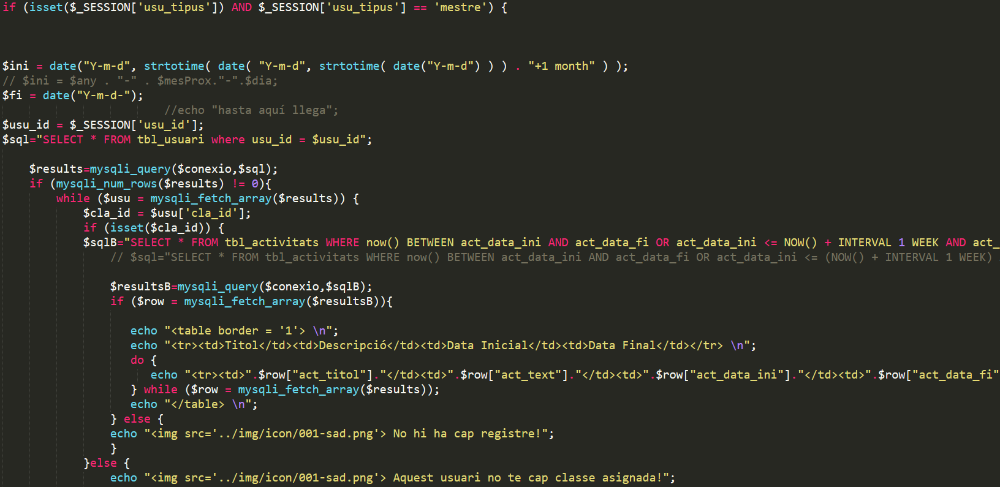 if (isset($_SESSION['usu_tipus']) AND $_SESSION['usu_tipus'] == 'mestre') {
$ini = date("Y-m-d", strtotime( date( "Y-m-d", strtotime( date("Y-m-d") ) ) . "+1 month" ) );
// $ini = $any . "-" . $mesProx."-".$dia;
$fi = date("Y-m-d-");
//echo "hasta aquí llega";
$usu_id = $_SESSION['usu_id'];
$sql="SELECT * FROM tbl_usuari where usu_id = $usu_id";
$results=mysqli_query($conexio,$sql);
if (mysqli_num_rows($results) != 0){
while ($usu = mysqli_fetch_array($results)) {
$cla_id = $usu['cla_id'];
if (isset($cla_id)) {
$sqlB="SELECT * FROM tbl_activitats WHERE now() BETWEEN act_data_ini AND act_data_fi OR act_data_ini <= NOW() + INTERVAL 1 WEEK AND act_
// $sql="SELECT * FROM tbl_activitats WHERE now() BETWEEN act_data_ini AND act_data_fi OR act_data_ini <= (NOW() + INTERVAL 1 WEEK)
$resultsB=mysqli_query($conexio,$sqlB);
if ($row = mysqli_fetch_array($resultsB)){
echo "<table border = '1'> \n";
echo "<tr><td>Titol</td><td>Descripció</td><td>Data Inicial</td><td>Data Final</td></tr> \n";
do {
echo "<tr><td>".$row["act_titol"]."</td><td>".$row["act_text"]."</td><td>".$row["act_data_ini"]."</td><td>".$row["act_data_fi"
} while ($row = mysqli_fetch_array($results));
echo "</table> \n";
} else {
echo "<img src='../img/icon/001-sad.png'> No hi ha cap registre!";
}
}else {
echo "<img src='../img/icon/001-sad.png'> Aquest usuari no te cap classe asignada!";